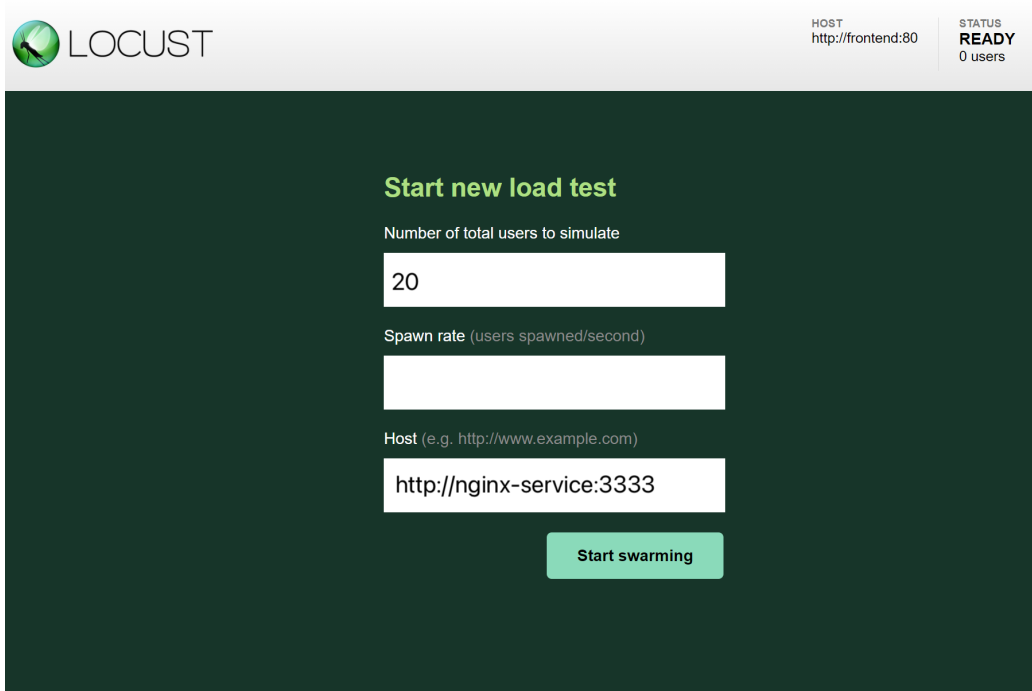 LOCUST
HOST
http://frontend:80
STATUS
READY
0 users
Start new load test
Number of total users to simulate
20
Spawn rate (users spawned/second)
Host (e.g. http://www.example.com)
http://nginx-service:3333
Start swarming